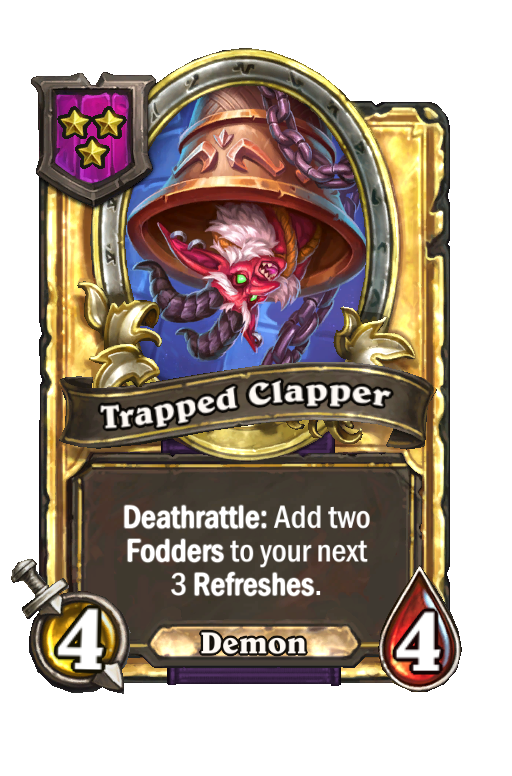 Trapped Clapper
Deathrattle: Add two
Fodders to your next
3 Refreshes.
4
Demon
4